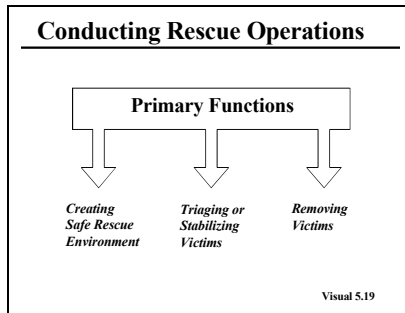 Conducting Rescue Operations
Primary Functions
Creating
Safe Rescue
Environment
Triaging or
Stabilizing
Victims
Removing
Victims
Visual 5.19